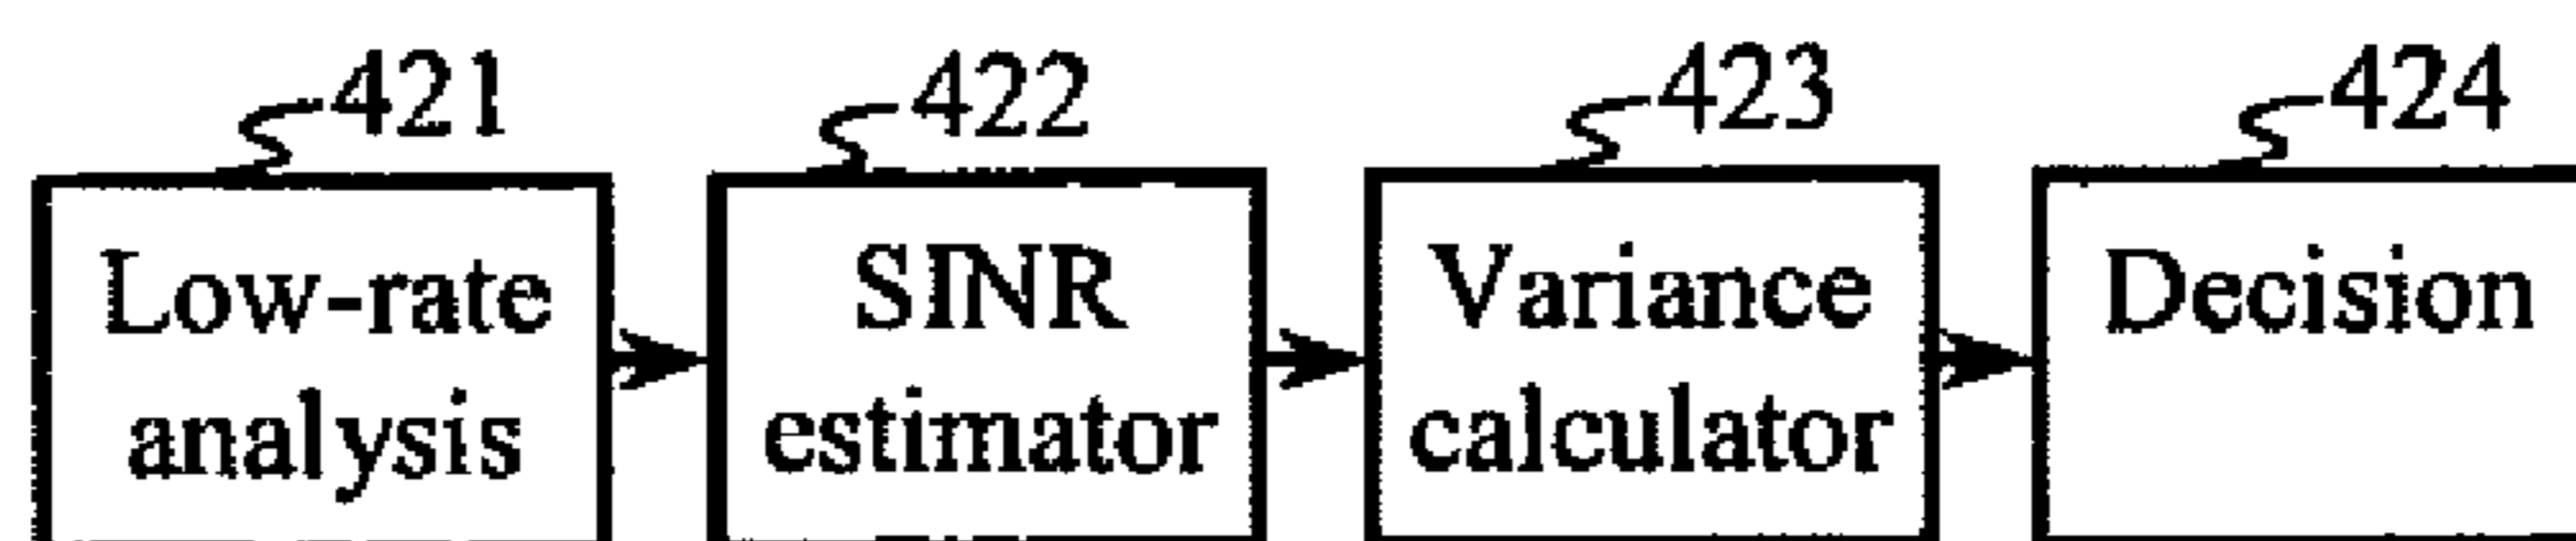 421
422
423
424
Low-rate
analysis
SINR
estimator
Variance
calculator
Decision